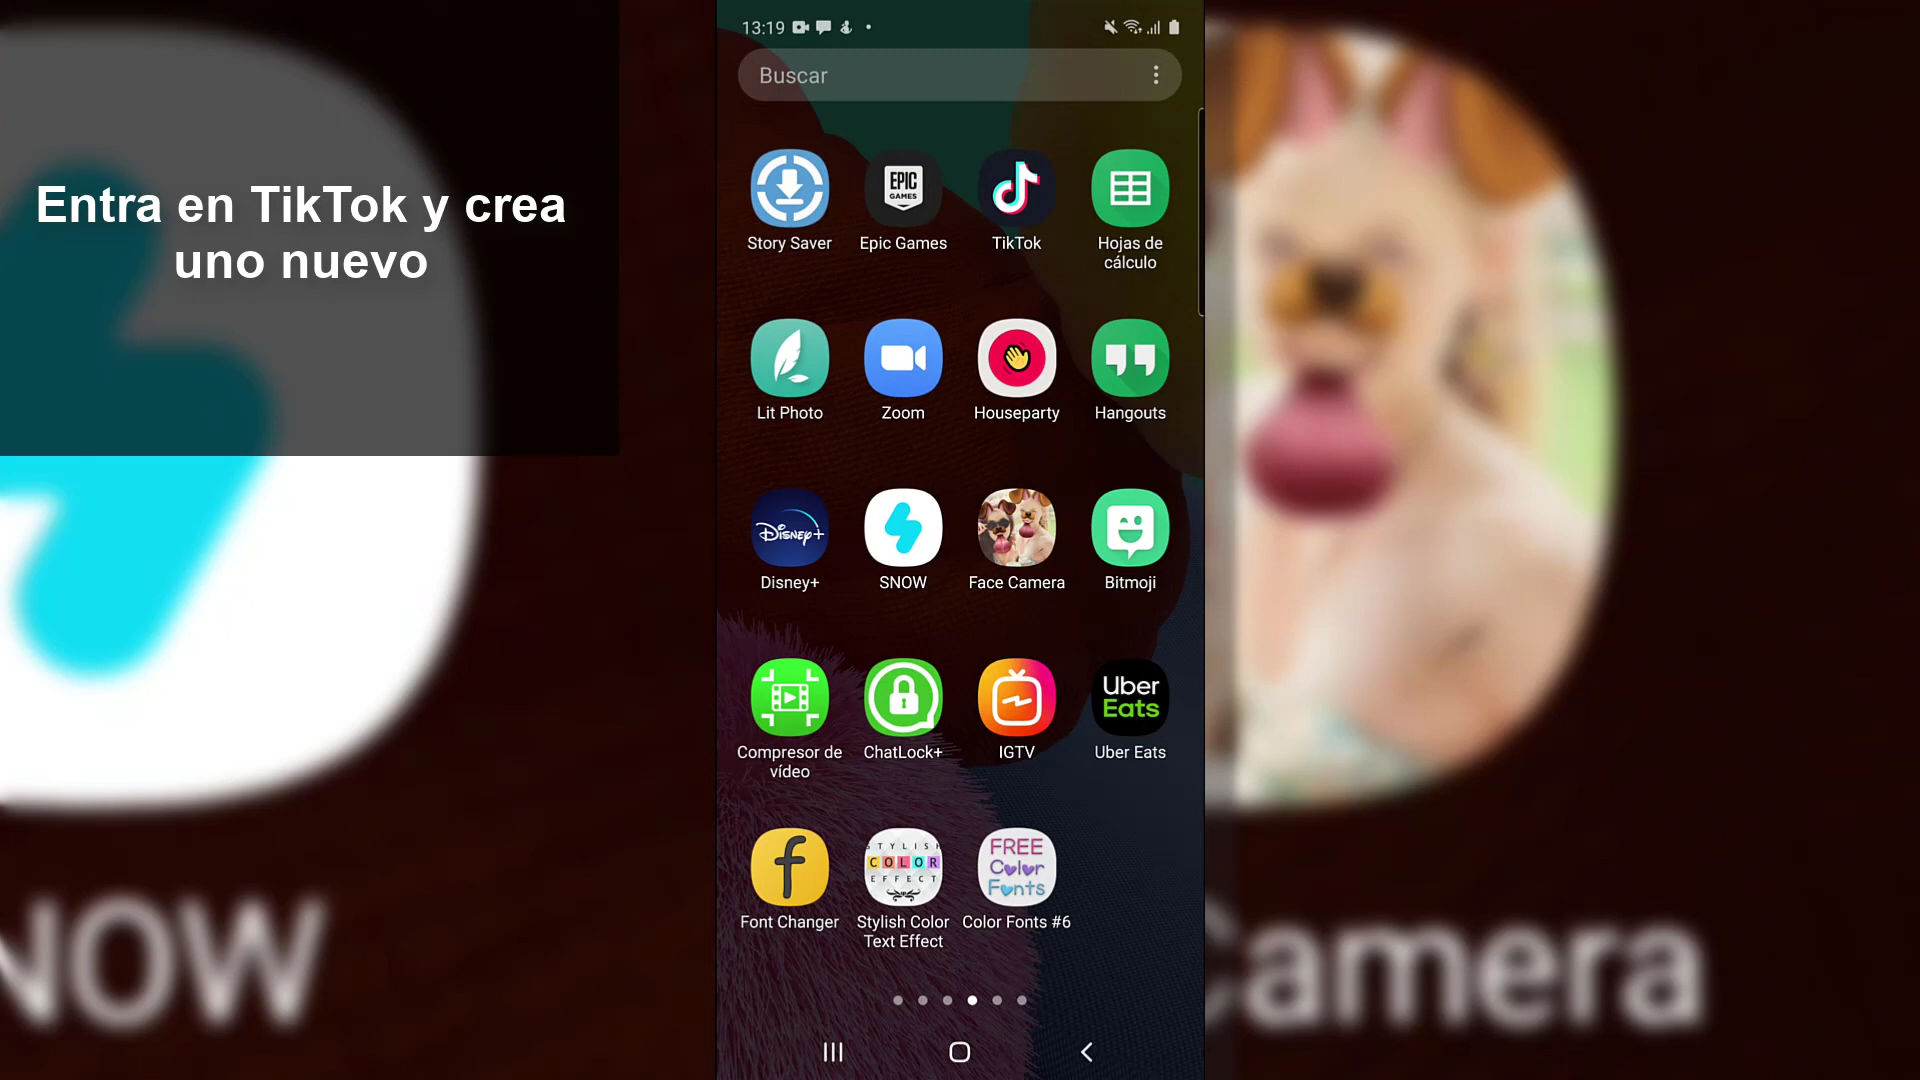 Entra en TikTok y crea
uno nuevo
13:19
Buscar
EPIC
GAMES
Story Saver
Epic Games
TikTok
Hojas de
cálculo
Lit Photo
Zoom
Houseparty
Hangouts
Disney+
Disney+
SNOW
Face Camera
Bitmoji
Uber
Eats
Compresor de
vídeo
ChatLock+
IGTV
Uber Eats
f
STYLISH
COLOR
EFFECT
FREE
Color
Fonts
Font Changer
Stylish Color
Text Effect
Color Fonts #6
NOW
Camera